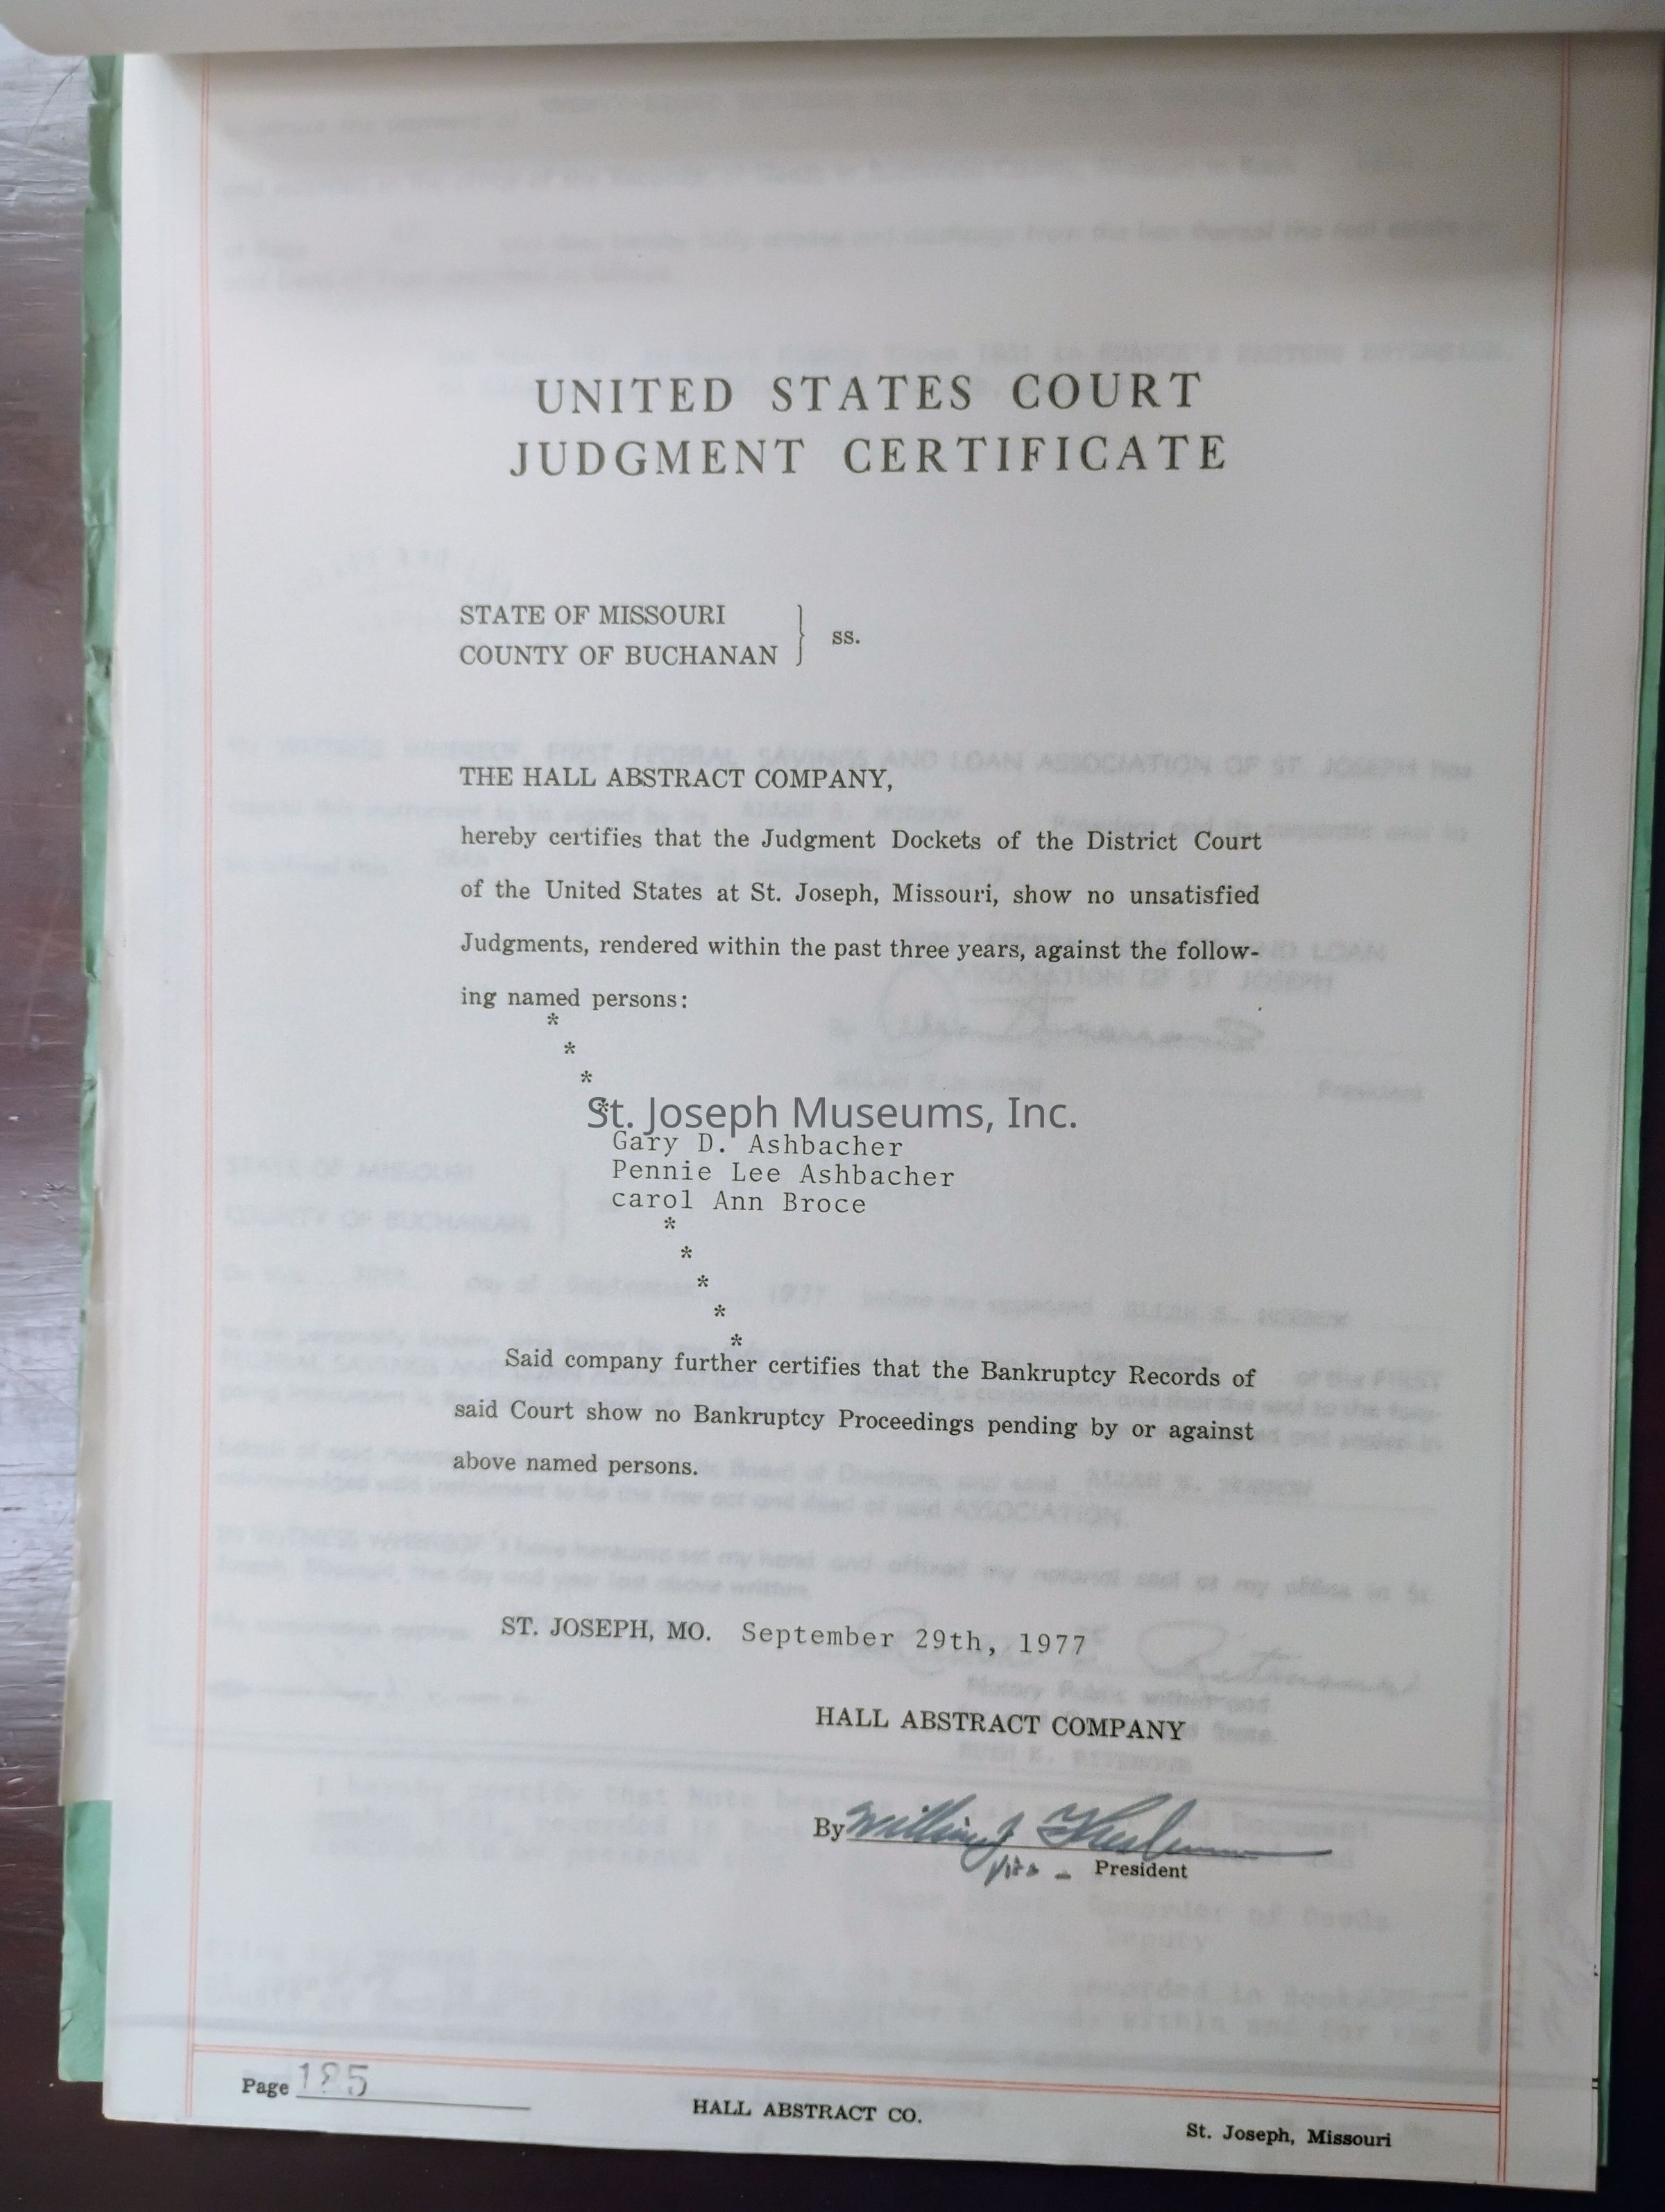 UNITED STATES COURT
JUDGMENT CERTIFICATE
STATE OF MISSOURI
COUNTY OF BUCHANAN
ss.
THE HALL ABSTRACT COMPANY,
hereby certifies that the Judgment Dockets of the District Court
of the United States at St. Joseph, Missouri, show no unsatisfied
Judgments, rendered within the past three years, against the follow-
ing named persons:
*
*
*
*
St. Joseph Museums, Inc.
Gary D. Ashbacher
Pennie Lee Ashbacher
carol Ann Broce
*
*
*
*
*
Said company further certifies that the Bankruptcy Records of
said Court show no Bankruptcy Proceedings pending by or against
above named persons.
ST. JOSEPH, MO. September 29th, 1977
HALL ABSTRACT COMPANY
By William J
President
Page
HALL ABSTRACT CO.
St. Joseph, Missouri